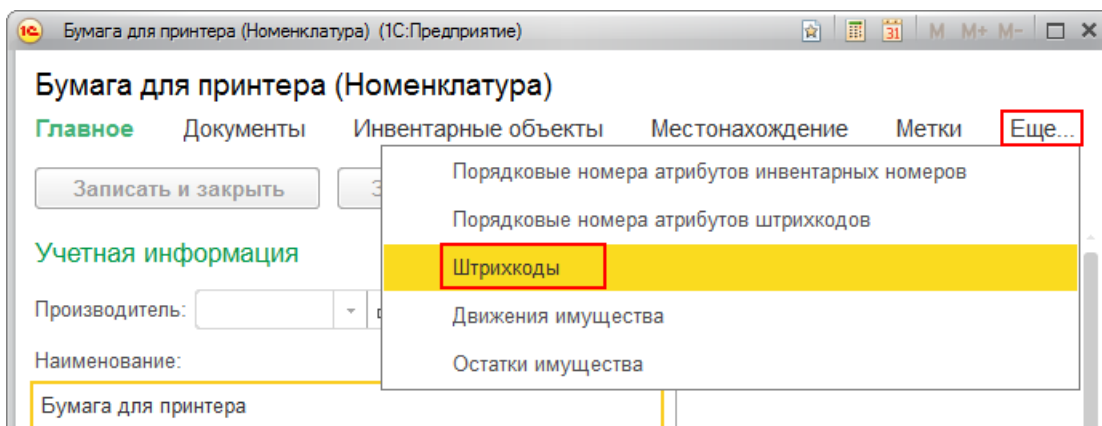 1С Бумага для принтера (Номенклатура) (1С:Предприятие) 31 M M+ M-
Бумага для принтера (Номенклатура)
Главное Документы Инвентарные объекты Местонахождение Метки Еще...
Порядковые номера атрибутов инвентарных номеров
Записать и закрыть З
Порядковые номера атрибутов штрихкодов
Учетная информация
Штрихкоды
Производитель:
Движения имущества
Наименование:
Остатки имущества
Бумага для принтера